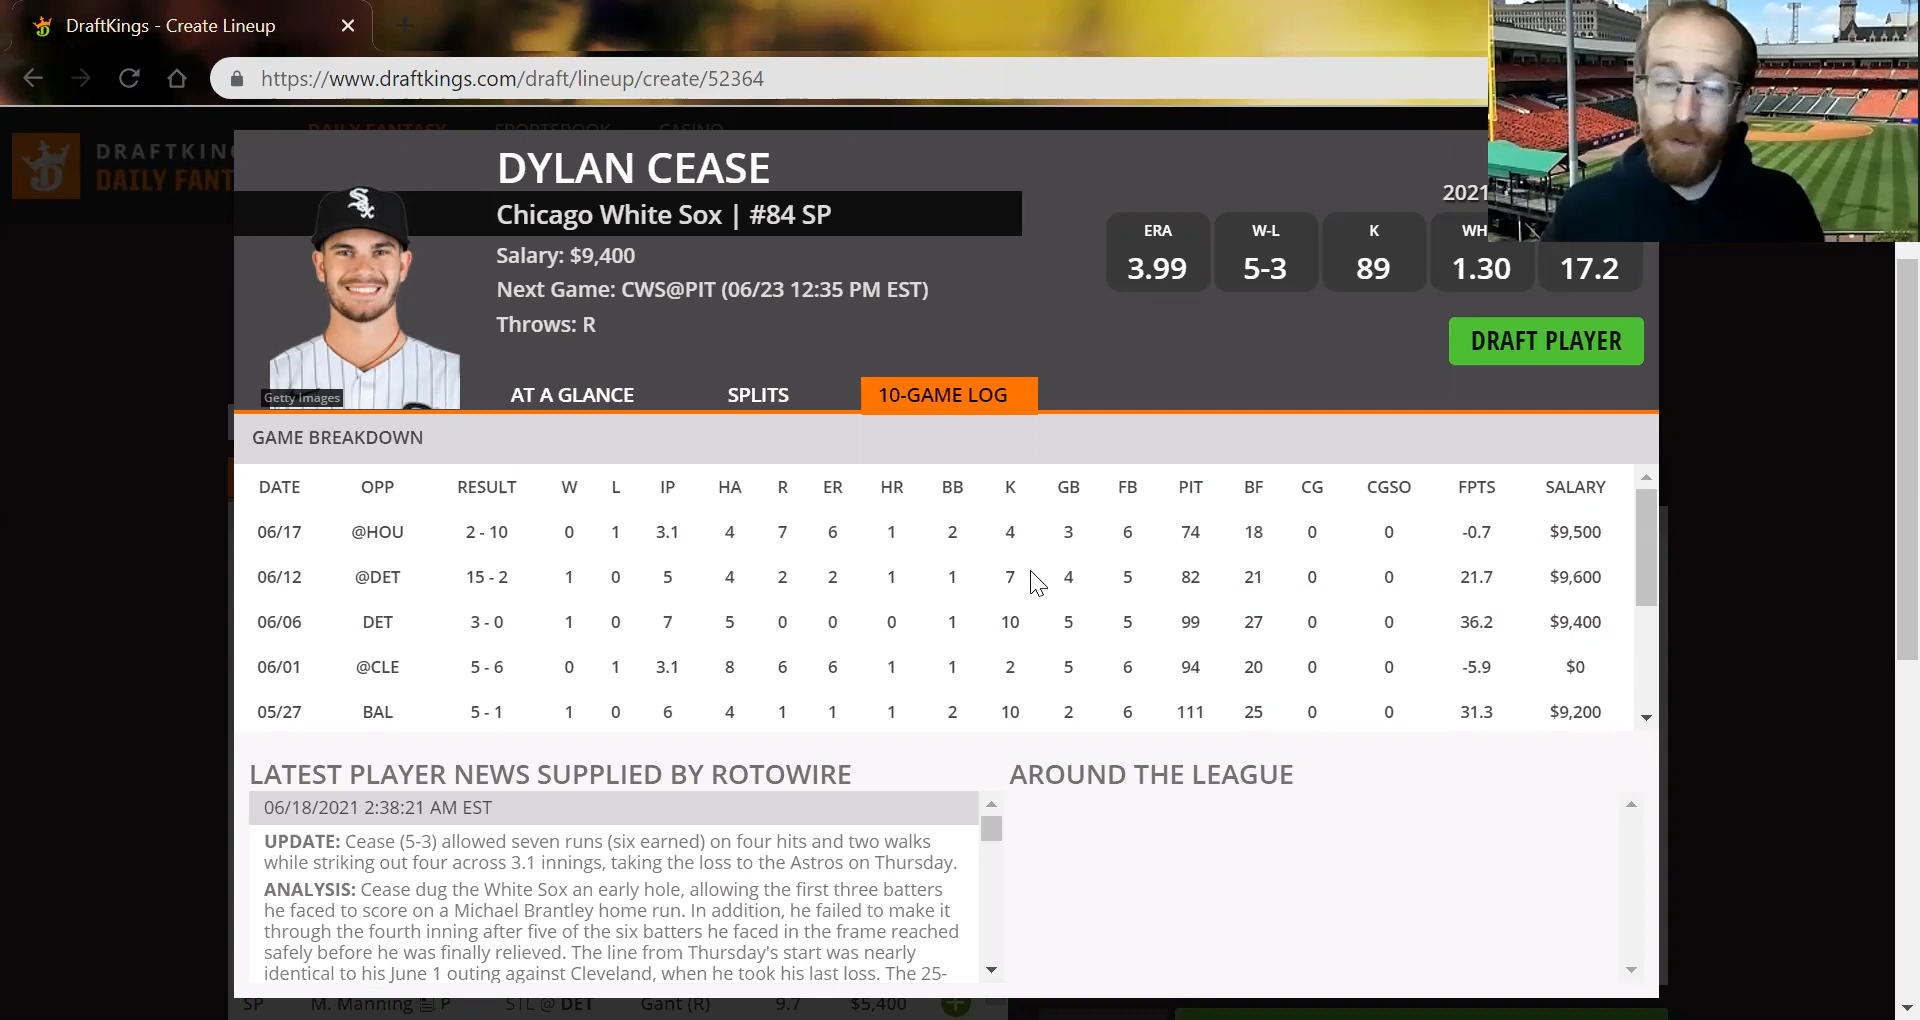 DraftKings - Create Lineup
https://www.draftkings.com/draft/lineup/create/52364
DAILY FANTASY SPORTSBOOK CASINO
DRAFTKIN
DAILY FANT
DYLAN CEASE
Chicago White Sox | #84 SP
Salary: $9,400
Next Game: CWS@PIT (06/23 12:35 PM EST)
Throws: R
Getty Images
2021
ERA W-L K WH
3.99 5-3 89 1.30 17.2
DRAFT PLAYER
AT A GLANCE SPLITS 10-GAME LOG
GAME BREAKDOWN
DATE OPP RESULT W L IP HA R ER HR BB K GB FB PIT BF CG CGSO FPTS SALARY
06/17 @HOU 2 - 10 0 1 3.1 4 7 6 1 2 4 3 6 74 18 0 0 -0.7 $9,500
06/12 @DET 15 - 2 1 0 5 4 2 2 1 1 7 4 5 82 21 0 0 21.7 $9,600
06/06 DET 3 - 0 1 0 7 5 0 0 0 1 10 5 5 99 27 0 0 36.2 $9,400
06/01 @CLE 5 - 6 0 1 3.1 8 6 6 1 1 2 5 6 94 20 0 0 -5.9 $0
05/27 BAL 5 - 1 1 0 6 4 1 1 1 2 10 2 6 111 25 0 0 31.3 $9,200
LATEST PLAYER NEWS SUPPLIED BY ROTOWIRE
06/18/2021 2:38:21 AM EST
UPDATE: Cease (5-3) allowed seven runs (six earned) on four hits and two walks
while striking out four across 3.1 innings, taking the loss to the Astros on Thursday.
ANALYSIS: Cease dug the White Sox an early hole, allowing the first three batters
he faced to score on a Michael Brantley home run. In addition, he failed to make it
through the fourth inning after five of the six batters he faced in the frame reached
safely before he was finally relieved. The line from Thursday's start was nearly
identical to his June 1 outing against Cleveland, when he took his last loss. The 25-
AROUND THE LEAGUE
SP M. Manning P STL @ DET Gant (R) 9.7 $5,400